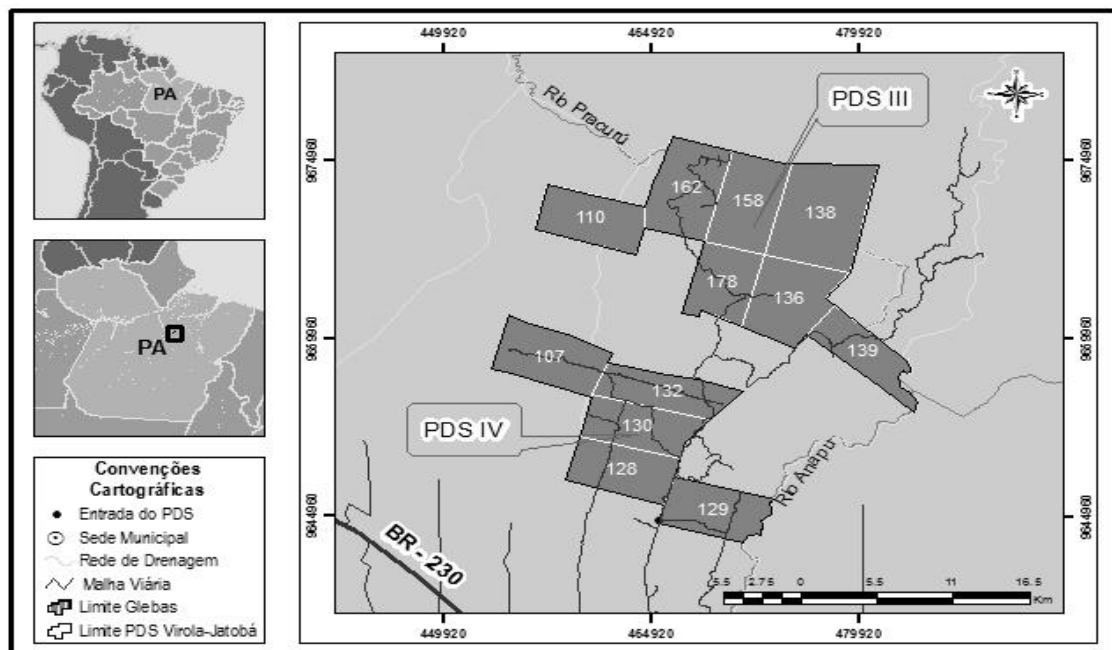 PA
PA
Convenções
Cartográficas
Entrada do PDS
Sede Municipal
Rede de Drenagem
Malha Viária
Limite Glebas
Limite PDS Virola-Jatobá
449920 464920 479920
9674960 9674960
9659960 9659960
964960 964960
Rio Pracurú
PDS III
162
158
138
110
178
136
139
107
132
PDS IV
130
128
129
Rio Anapú
BR - 230
5.5 2.75 0 5.5 11 16.5
Km
449920 464920 479920